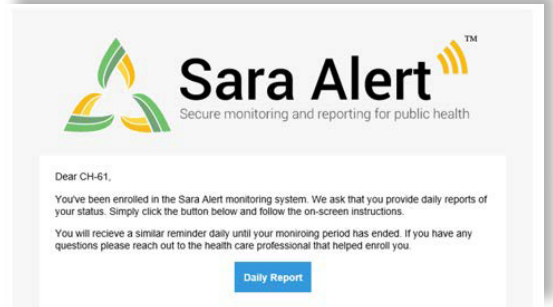 Sara Alert TM
Secure monitoring and reporting for public health
Dear CH-61,
You've been enrolled in the Sara Alert monitoring system. We ask that you provide daily reports of
your status. Simply click the button below and follow the on-screen instructions.
You will recieve a similar reminder daily until your moniroing period has ended. If you have any
questions please reach out to the health care professional that helped enroll you.
Daily Report